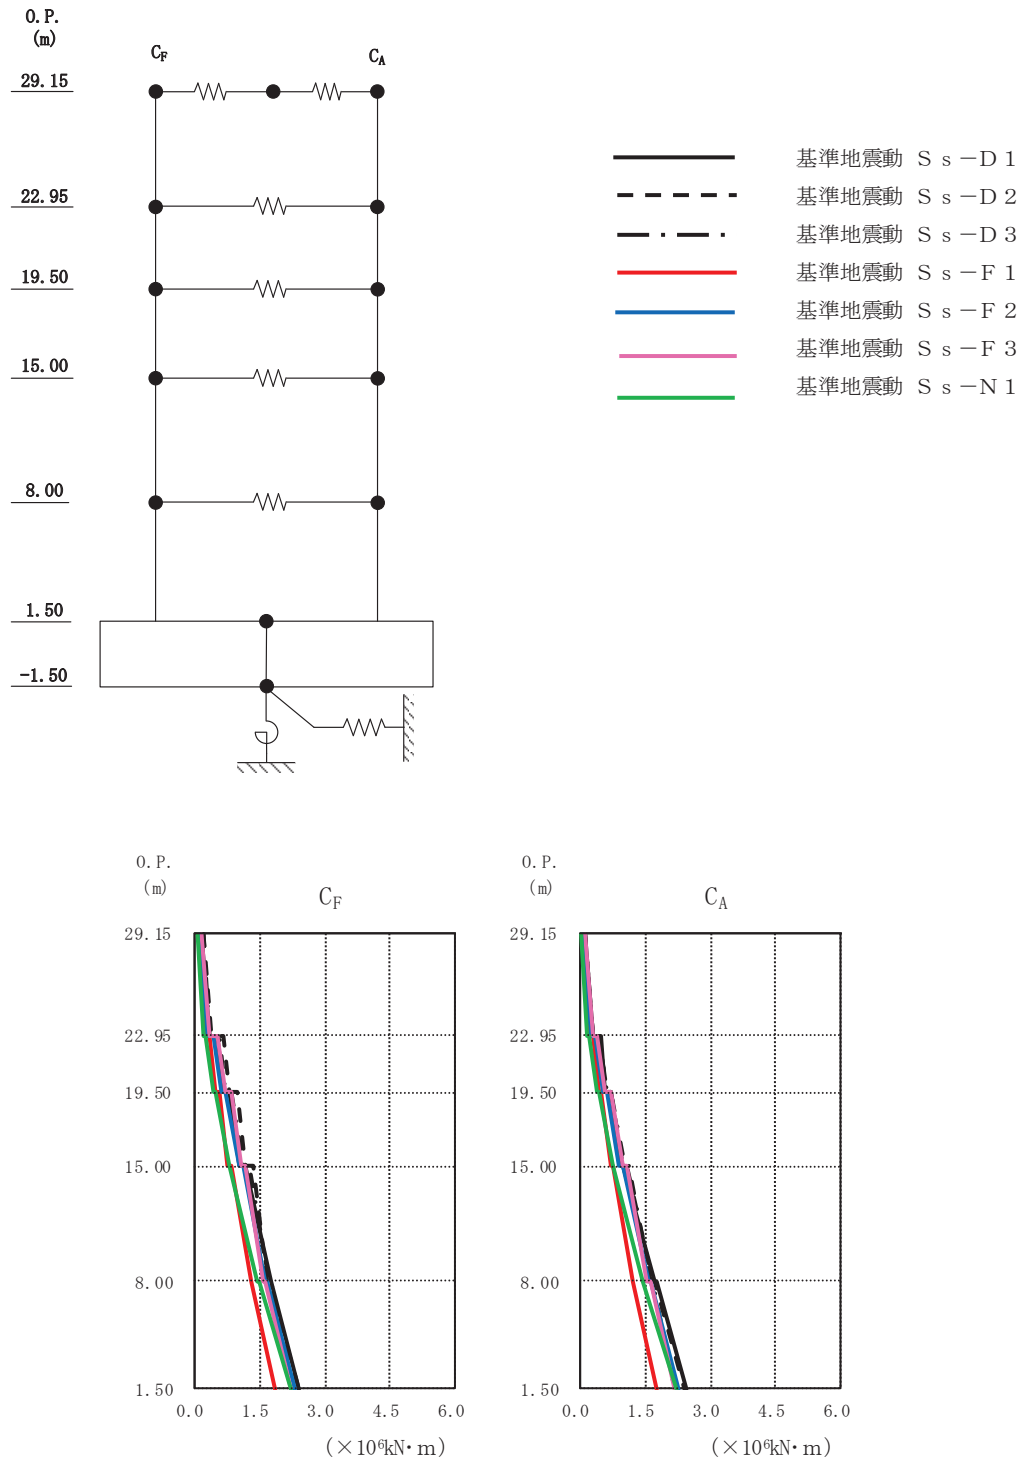 O.P.
(m)
C_F
C_A
29.15
22.95
19.50
15.00
8.00
1.50
-1.50
基準地震動 Ｓｓ－Ｄ１
基準地震動 Ｓｓ－Ｄ２
基準地震動 Ｓｓ－Ｄ３
基準地震動 Ｓｓ－Ｆ１
基準地震動 Ｓｓ－Ｆ２
基準地震動 Ｓｓ－Ｆ３
基準地震動 Ｓｓ－Ｎ１
O.P.
(m)
C_F
29.15
22.95
19.50
15.00
8.00
1.50
0.0 1.5 3.0 4.5 6.0
(×10⁶kN・m)
O.P.
(m)
C_A
29.15
22.95
19.50
15.00
8.00
1.50
0.0 1.5 3.0 4.5 6.0
(×10⁶kN・m)